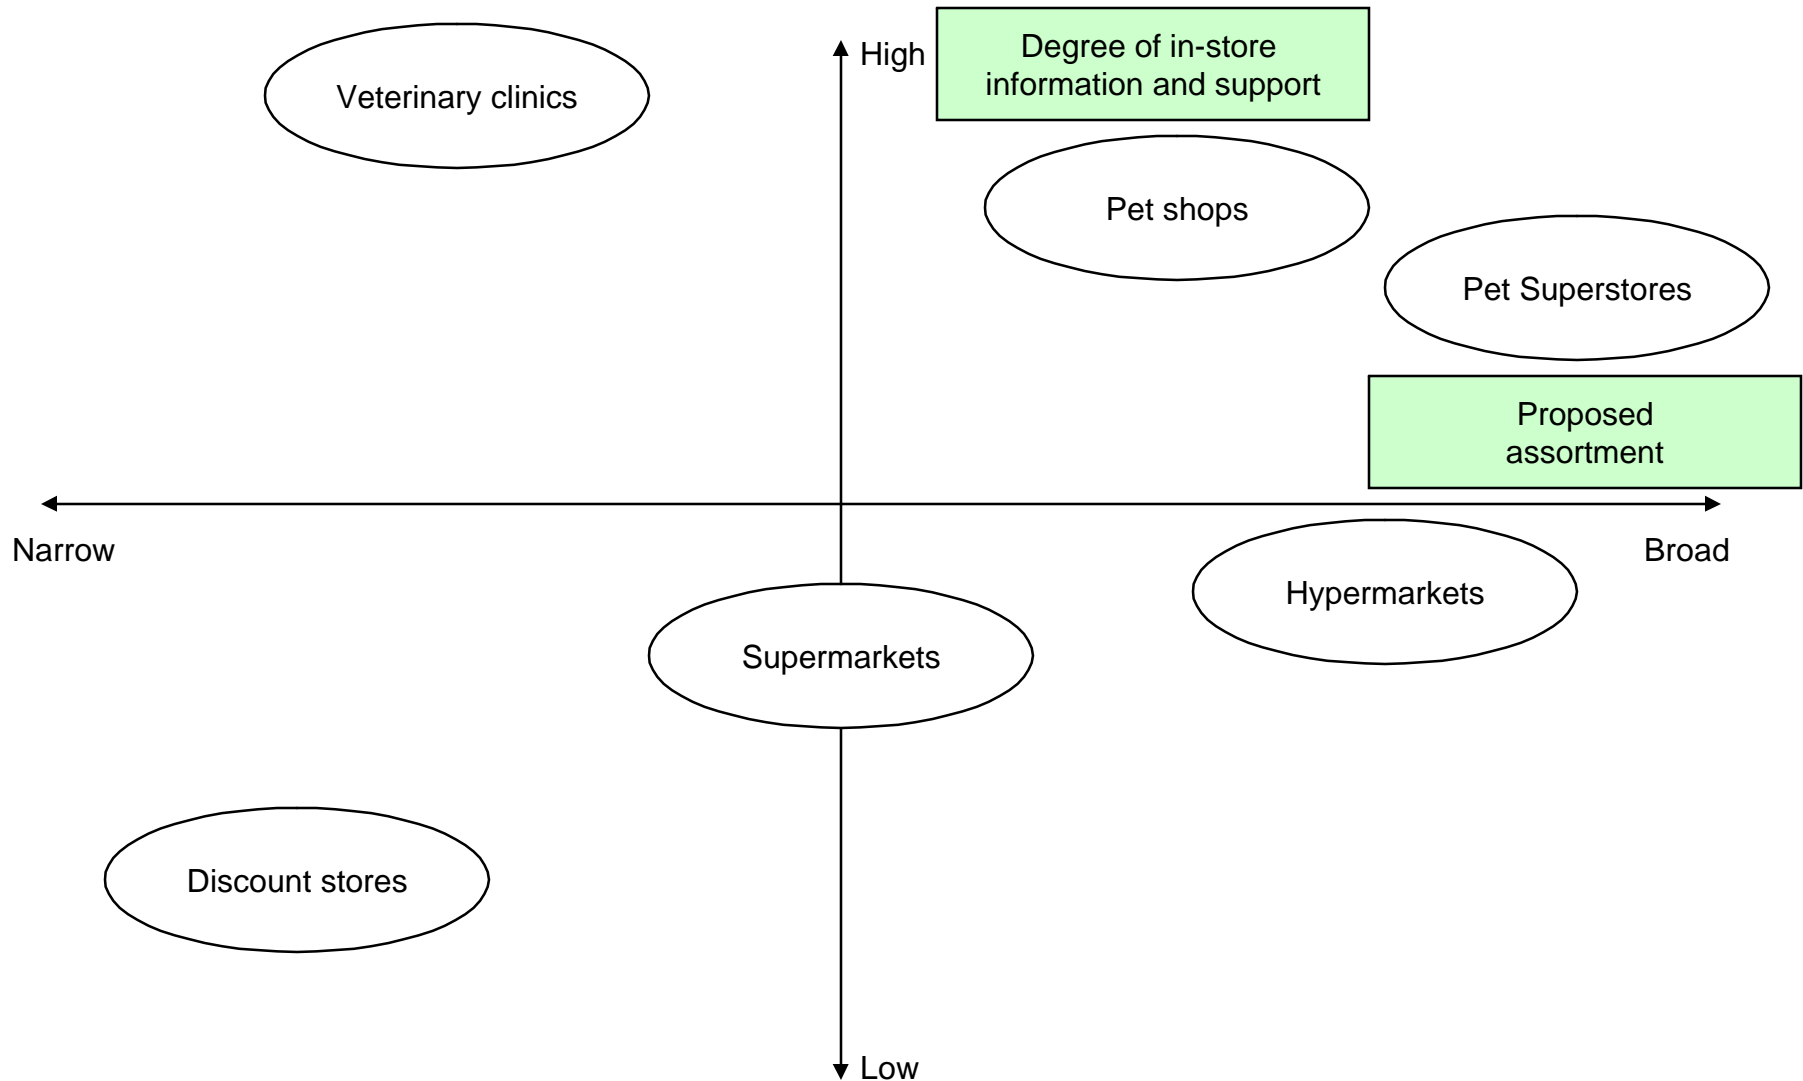 High
Degree of in-store
information and support
Veterinary clinics
Pet shops
Pet Superstores
Proposed
assortment
Narrow
Broad
Hypermarkets
Supermarkets
Discount stores
Low